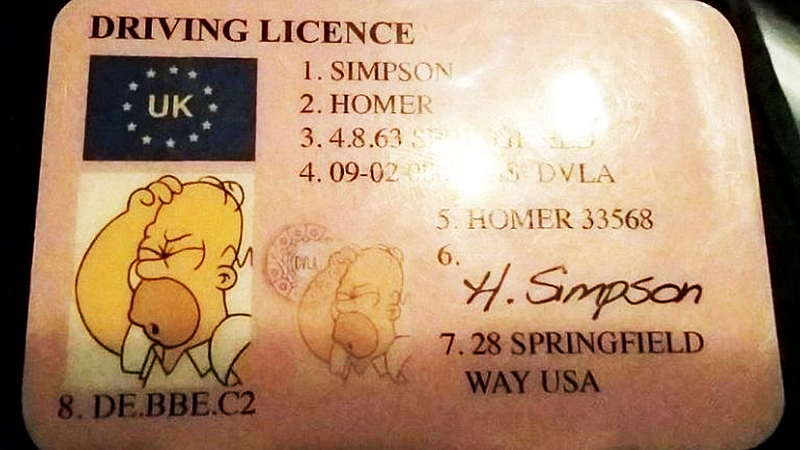 DRIVING LICENCE
UK
1. SIMPSON
2. HOMER
3. 4.8.63
4. 09-02 DVLA
5. HOMER 33568
6.
H. Simpson
DVLA
7. 28 SPRINGFIELD
WAY USA
8. DE.BBE.C2